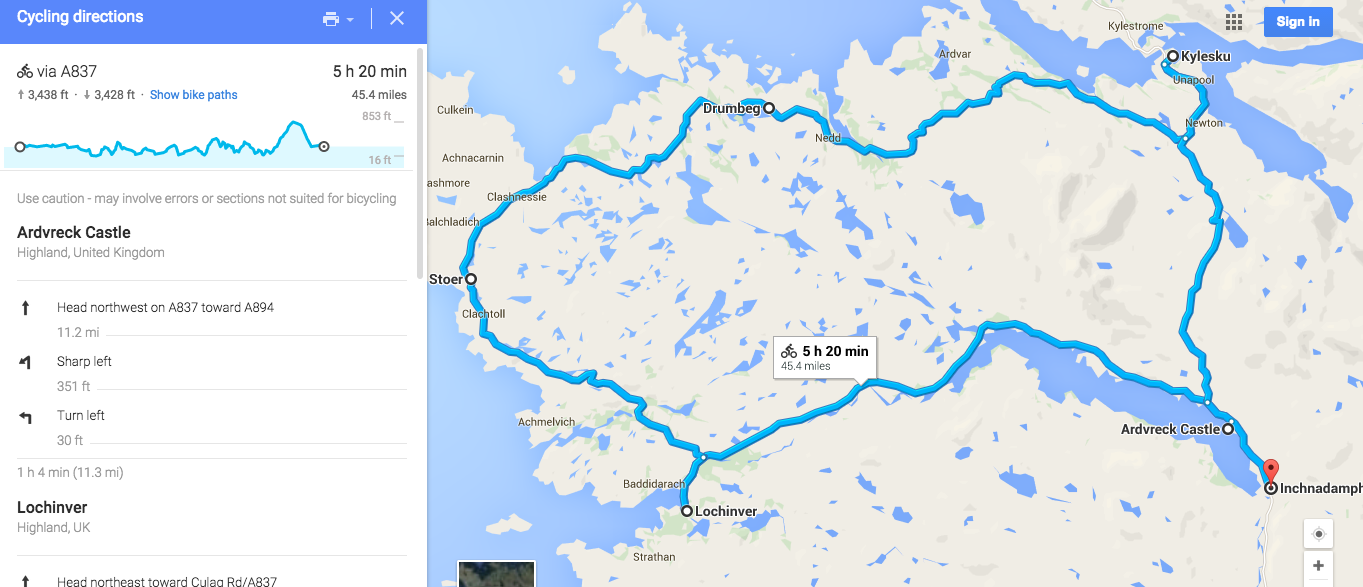 Cycling directions
via A837
5 h 20 min
3,438 ft · 3,428 ft · Show bike paths
45.4 miles
853 ft
16 ft
Use caution - may involve errors or sections not suited for bicycling
Ardvreck Castle
Highland, United Kingdom
Head northwest on A837 toward A894
11.2 mi
Sharp left
351 ft
Turn left
30 ft
1 h 4 min (11.3 mi)
Lochinver
Highland, UK
Head northeast toward Culag Rd/A837
Sign in
Kylestrome
Kylesku
Unapool
Ardvar
Culkein
Drumbeg
Nedd
Newton
Achnacarnin
ashmore
Clashnessie
Balchladich
Stoer
Clachtoll
5 h 20 min
45.4 miles
Achmelvich
Ardvreck Castle
Baddidarach
Lochinver
Inchnadamph
Strathan